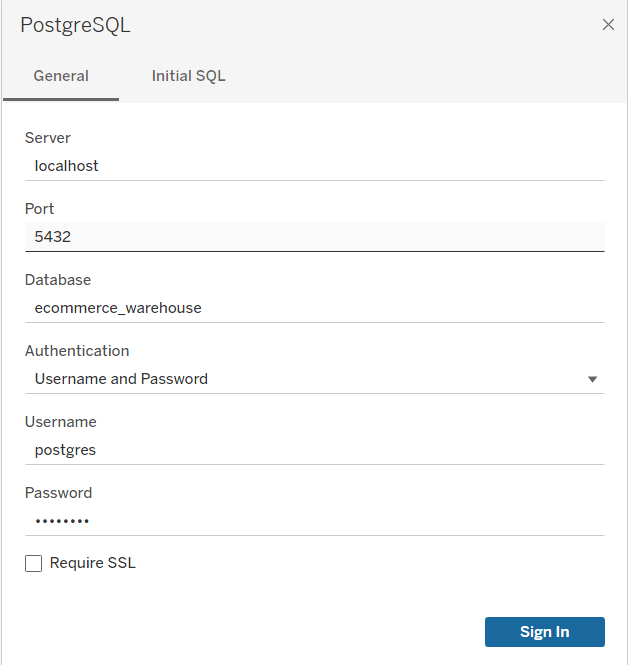 PostgreSQL
General
Initial SQL
Server
localhost
Port
5432
Database
ecommerce_warehouse
Authentication
Username and Password
Username
postgres
Password
••••••••
Require SSL
Sign In